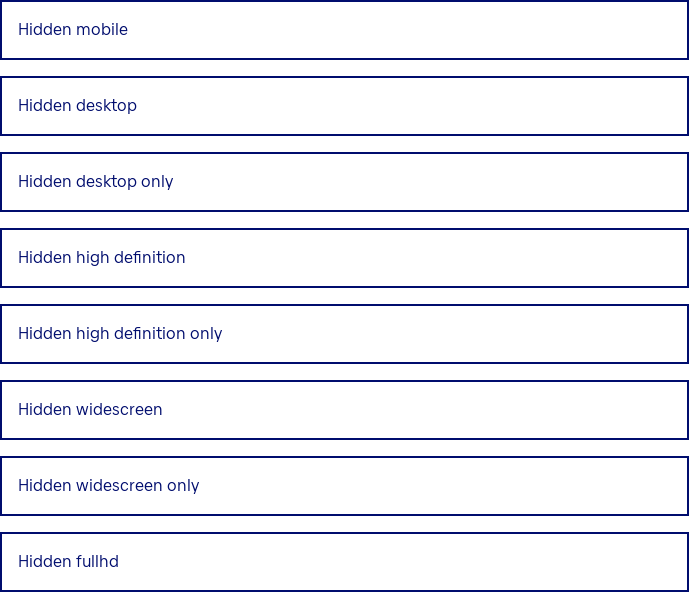 Hidden mobile
Hidden desktop
Hidden desktop only
Hidden high definition
Hidden high definition only
Hidden widescreen
Hidden widescreen only
Hidden fullhd